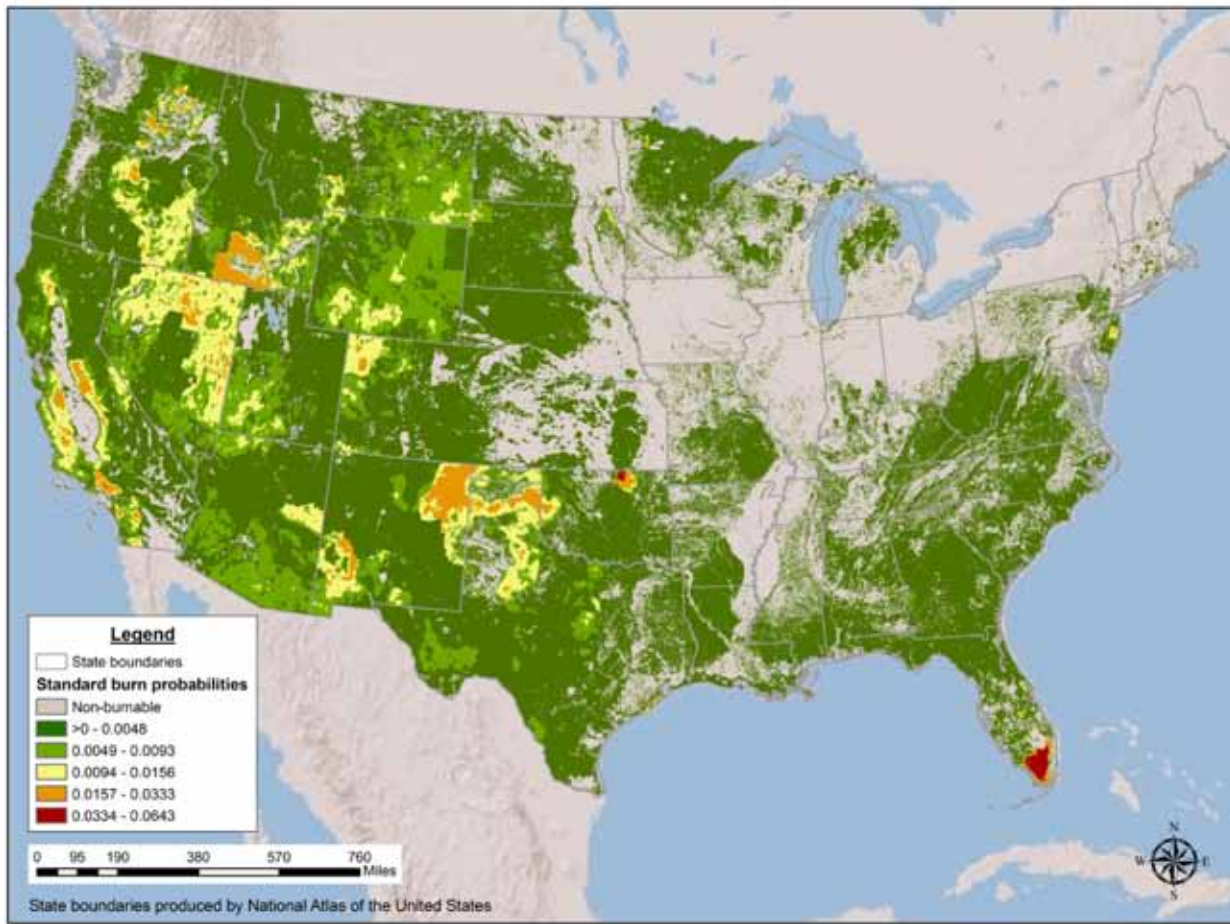 Legend
State boundaries
Standard burn probabilities
Non-burnable
>0 - 0.0048
0.0049 - 0.0093
0.0094 - 0.0156
0.0157 - 0.0333
0.0334 - 0.0643
0 95 190 380 570 760
Miles
State boundaries produced by National Atlas of the United States
N
W E
S